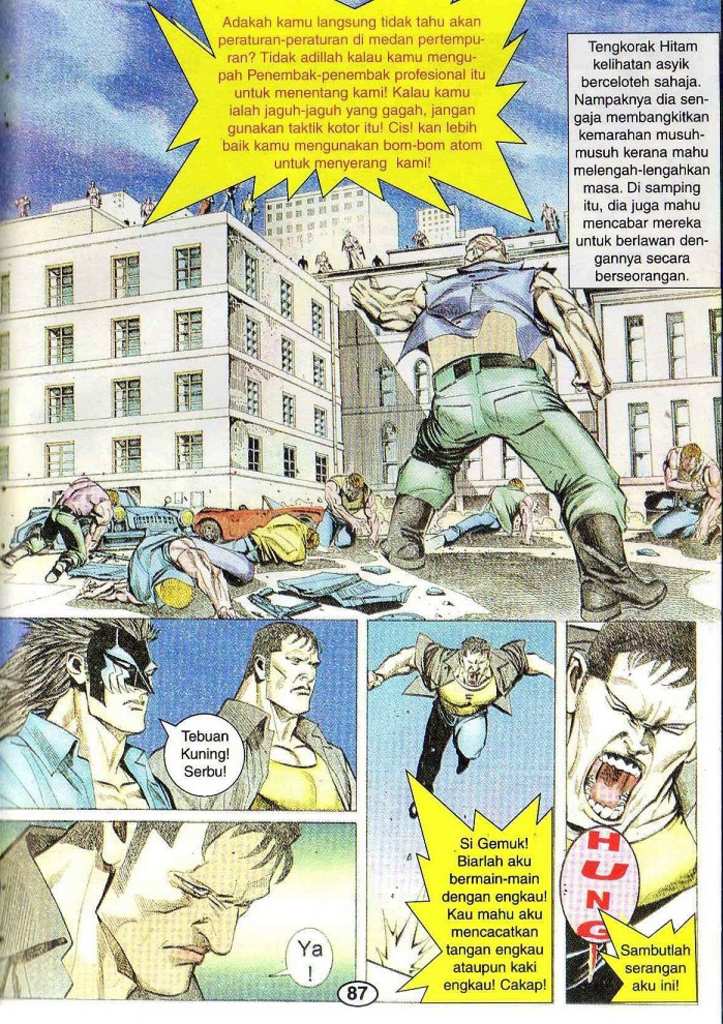 Adakah kamu langsung tidak tahu akan
peraturan-peraturan di medan pertempu-
ran? Tidak adillah kalau kamu mengu-
pah Penembak-penembak profesional itu
untuk menentang kami! Kalau kamu
ialah jaguh-jaguh yang gagah, jangan
gunakan taktik kotor itu! Cis! kan lebih
baik kamu mengunakan bom-bom atom
untuk menyerang kami!
Tengkorak Hitam
kelihatan asyik
berceloteh sahaja.
Nampaknya dia sen-
gaja membangkitkan
kemarahan musuh-
musuh kerana mahu
melengah-lengahkan
masa. Di samping
itu, dia juga
mencabar mereka
untuk berlawan den-
gannya secara
berseorangan.
Tebuan
Kuning!
Serbu!
Ya
!
Si Gemuk!
Biarlah aku
bermain-main
dengan engkau!
Kau mahu aku
mencacatkan
tangan engkau
ataupun kaki
engkau! Cakap!
HUNG
Sambutlah
serangan
aku ini!
87